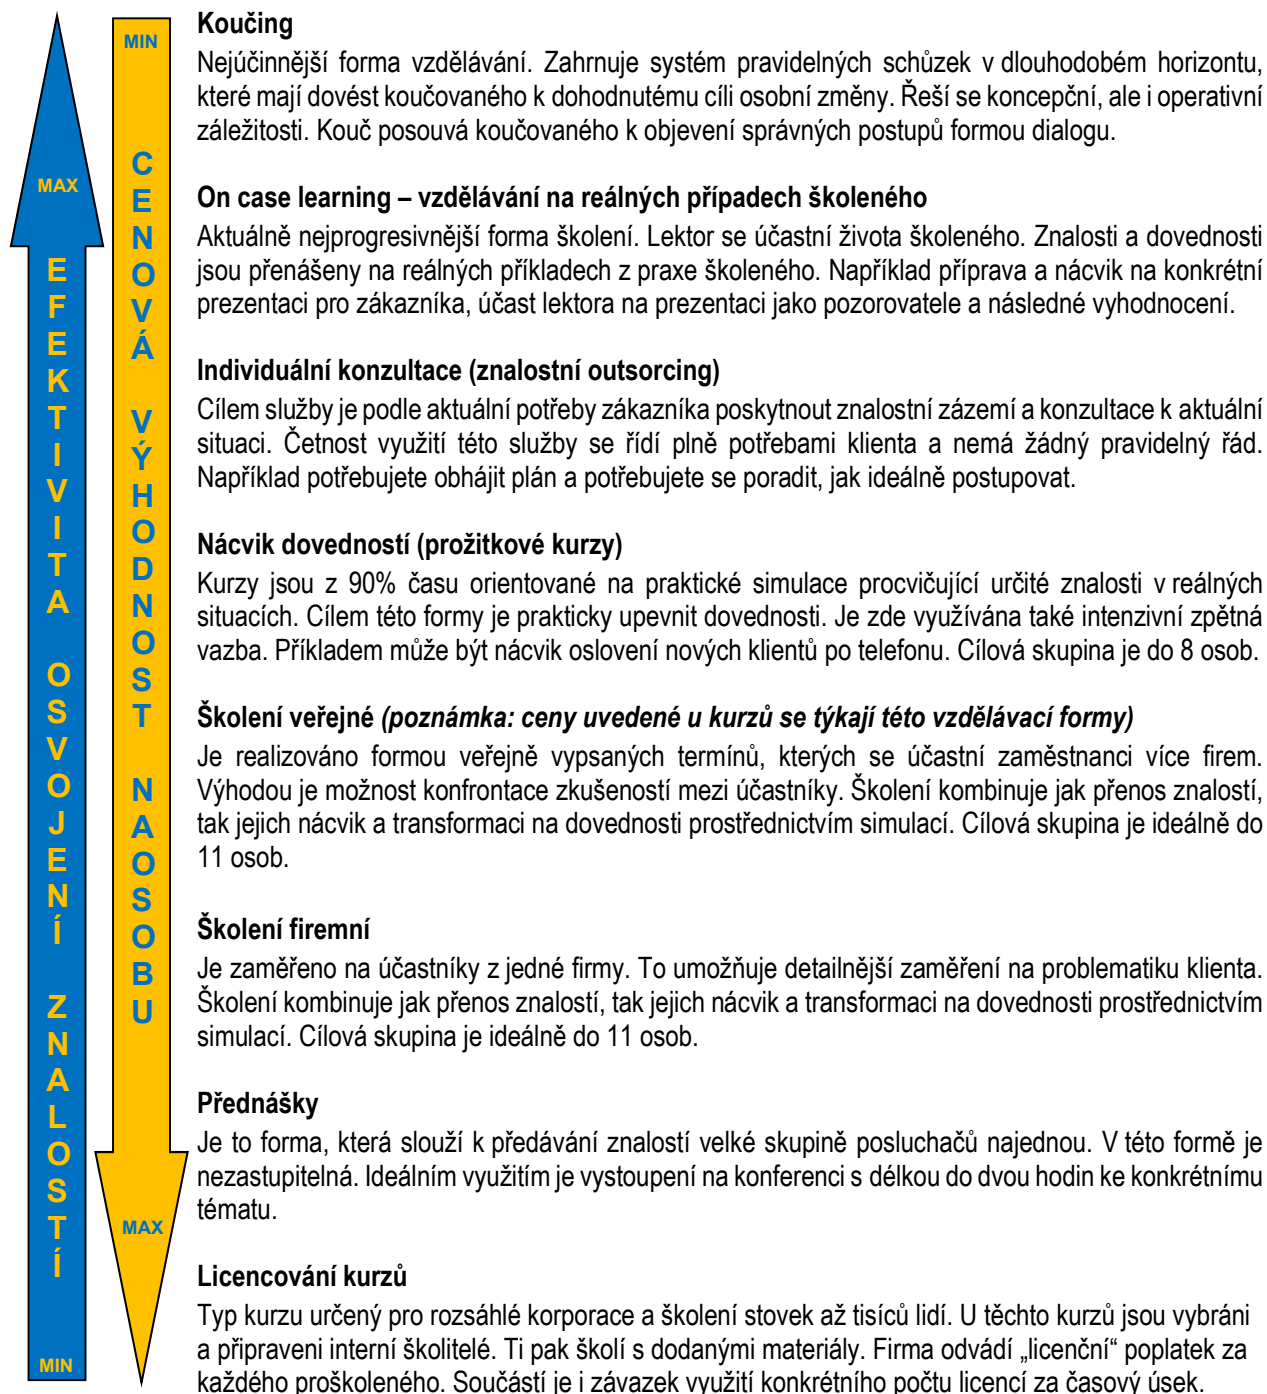 MAX
EFEKTIVITA OSVOJENÍ ZNALOSTÍ
MIN
MIN
CENOVÁ VÝHODNOST NA OSOBU
MAX
Koučing
Nejúčinnější forma vzdělávání. Zahrnuje systém pravidelných schůzek v dlouhodobém horizontu,
které mají dovést koučovaného k dohodnutému cíli osobní změny. Řeší se koncepční, ale i operativní
záležitosti. Kouč posouvá koučovaného k objevení správných postupů formou dialogu.
On case learning – vzdělávání na reálných případech školeného
Aktuálně nejprogresivnější forma školení. Lektor se účastní života školeného. Znalosti a dovednosti
jsou přenášeny na reálných příkladech z praxe školeného. Například příprava a nácvik na konkrétní
prezentaci pro zákazníka, účast lektora na prezentaci jako pozorovatele a následné vyhodnocení.
Individuální konzultace (znalostní outsorcing)
Cílem služby je podle aktuální potřeby zákazníka poskytnout znalostní zázemí a konzultace k aktuální
situaci. Četnost využití této služby se řídí plně potřebami klienta a nemá žádný pravidelný řád.
Například potřebujete obhájit plán a potřebujete se poradit, jak ideálně postupovat.
Nácvik dovedností (prožitkové kurzy)
Kurzy jsou z 90% času orientované na praktické simulace procvičující určité znalosti v reálných
situacích. Cílem této formy je prakticky upevnit dovednosti. Je zde využívána také intenzivní zpětná
vazba. Příkladem může být nácvik oslovení nových klientů po telefonu. Cílová skupina je do 8 osob.
Školení veřejné (poznámka: ceny uvedené u kurzů se týkají této vzdělávací formy)
Je realizováno formou veřejně vypsaných termínů, kterých se účastní zaměstnanci více firem.
Výhodou je možnost konfrontace zkušeností mezi účastníky. Školení kombinuje jak přenos znalostí,
tak jejich nácvik a transformaci na dovednosti prostřednictvím simulací. Cílová skupina je ideálně do
11 osob.
Školení firemní
Je zaměřeno na účastníky z jedné firmy. To umožňuje detailnější zaměření na problematiku klienta.
Školení kombinuje jak přenos znalostí, tak jejich nácvik a transformaci na dovednosti prostřednictvím
simulací. Cílová skupina je ideálně do 11 osob.
Přednášky
Je to forma, která slouží k předávání znalostí velké skupině posluchačů najednou. V této formě je
nezastupitelná. Ideálním využitím je vystoupení na konferenci s délkou do dvou hodin ke konkrétnímu
tématu.
Licencování kurzů
Typ kurzu určený pro rozsáhlé korporace a školení stovek až tisíců lidí. U těchto kurzů jsou vybráni
a připraveni interní školitelé. Ti pak školí s dodanými materiály. Firma odvádí „licenční“ poplatek za
každého proškoleného. Součástí je i závazek využití konkrétního počtu licencí za časový úsek.